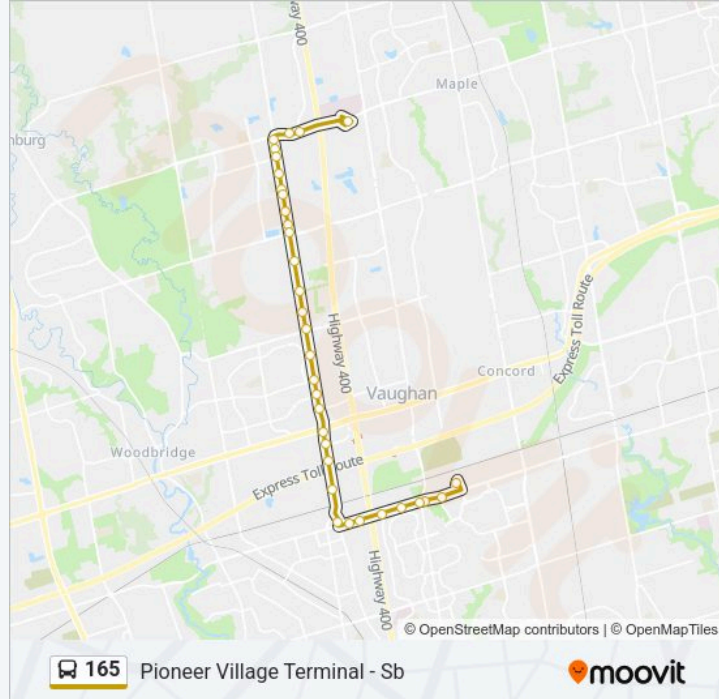 way 400
Maple
nburg
Express Toll Route
Highway 400
Concord
Vaughan
Woodbridge
Express Toll Route
Highway 400
© OpenStreetMap contributors | © OpenMapTiles
165 Pioneer Village Terminal - Sb
moovit